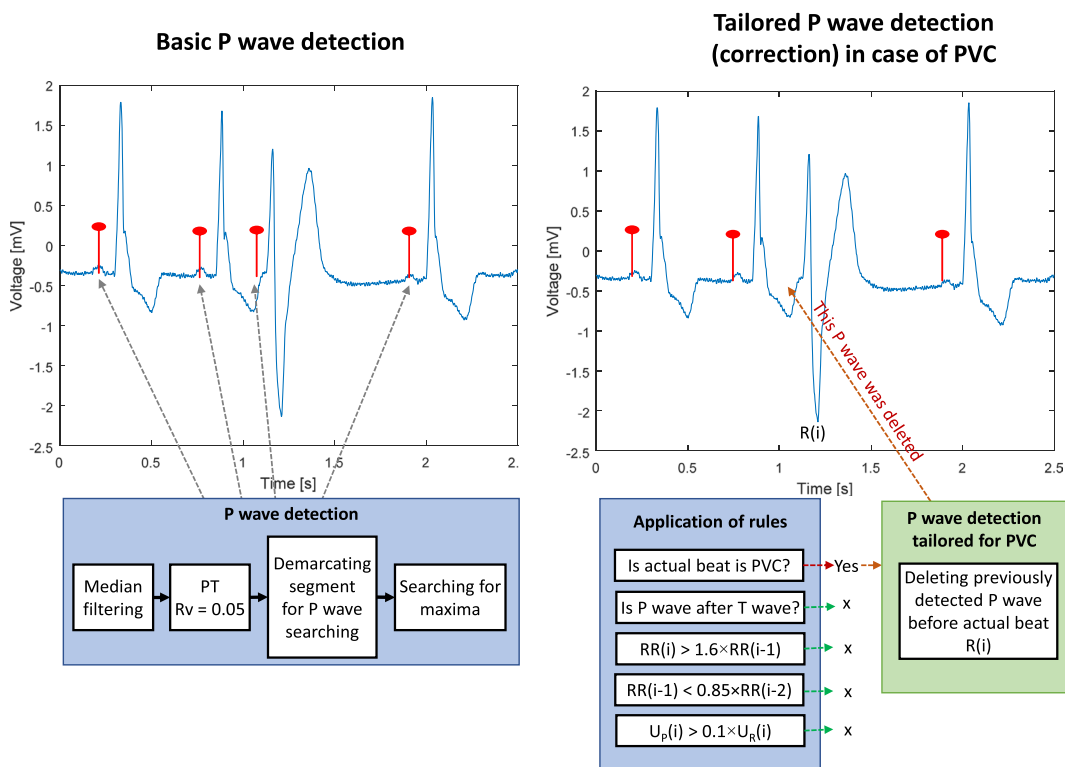 Basic P wave detection
2
1.5
1
0.5
0
-0.5
-1
-1.5
-2
-2.5
Voltage [mV]
0
0.5
1
1.5
2
2.
Time [s]
P wave detection
Median
filtering
PT
Rv = 0.05
Demarcating
segment
for P wave
searching
Searching for
maxima
Tailored P wave detection
(correction) in case of PVC
2
1.5
1
0.5
0
-0.5
-1
-1.5
-2
-2.5
Voltage [mV]
This P wave was deleted
R(i)
0
0.5
1
1.5
2
2.5
Time [s]
Application of rules
Is actual beat is PVC?
Yes
Is P wave after T wave?
x
RR(i) > 1.6×RR(i-1)
x
RR(i-1) < 0.85×RR(i-2)
x
U_P(i) > 0.1×U_R(i)
x
P wave detection
tailored for PVC
Deleting previously
detected P wave
before actual beat
R(i)